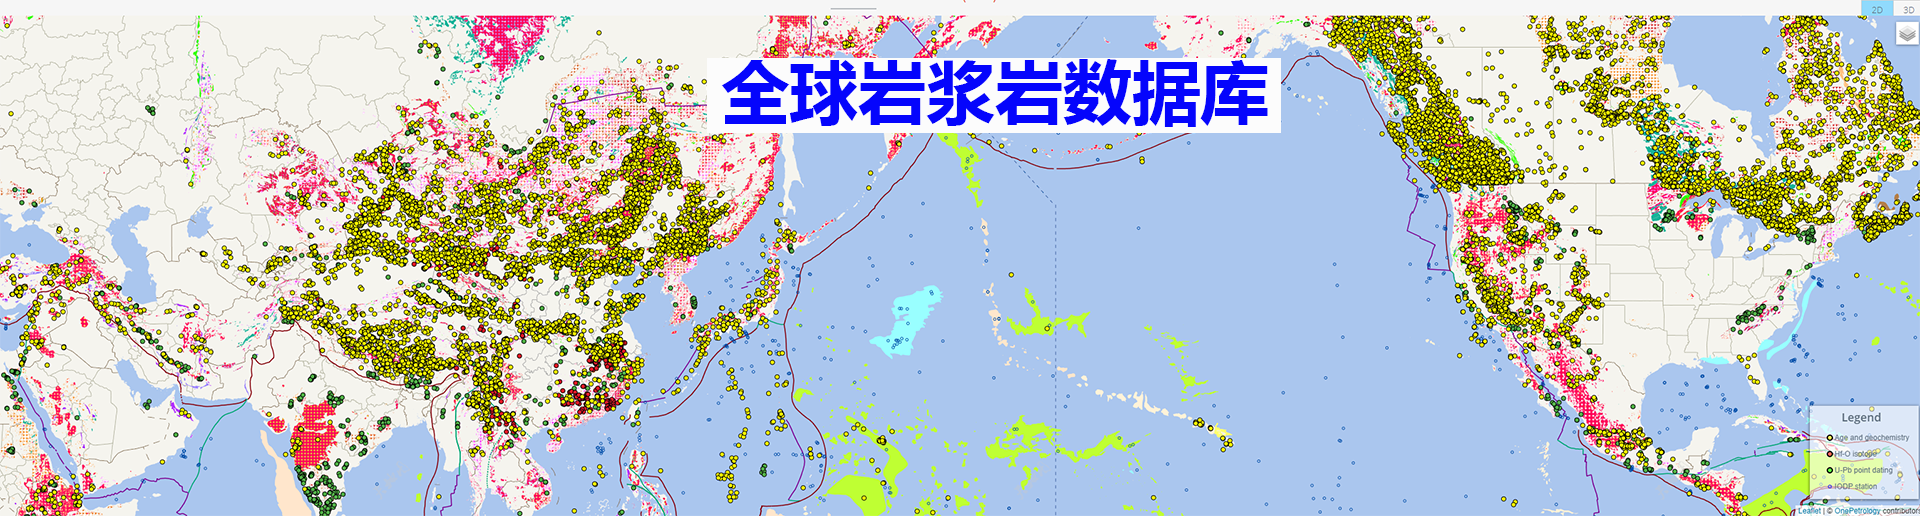 2D 3D
全球岩浆岩数据库
Legend
Age and geochemistry
Hf-O isotope
U-Pb point dating
IODP station
Leaflet | © OnePetrology contributors